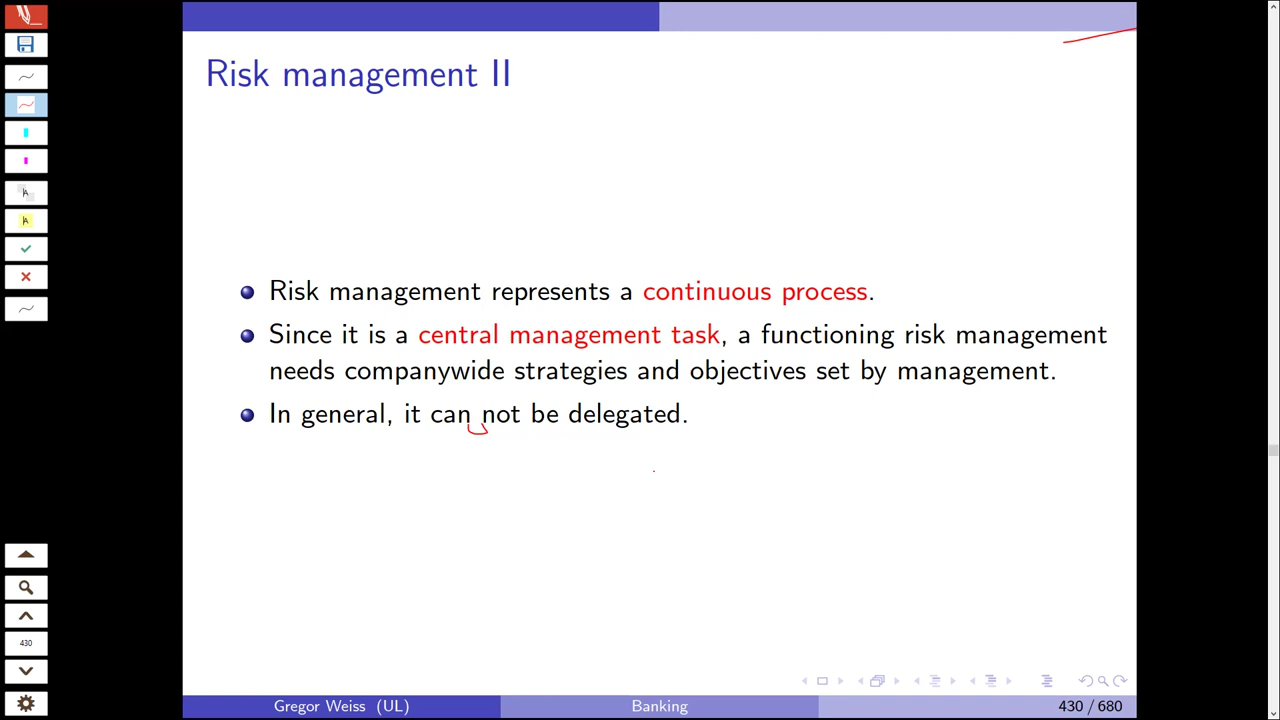 Risk management II
Risk management represents a continuous process.
Since it is a central management task, a functioning risk management
needs companywide strategies and objectives set by management.
In general, it can not be delegated.
430
Gregor Weiss (UL) Banking 430 / 680